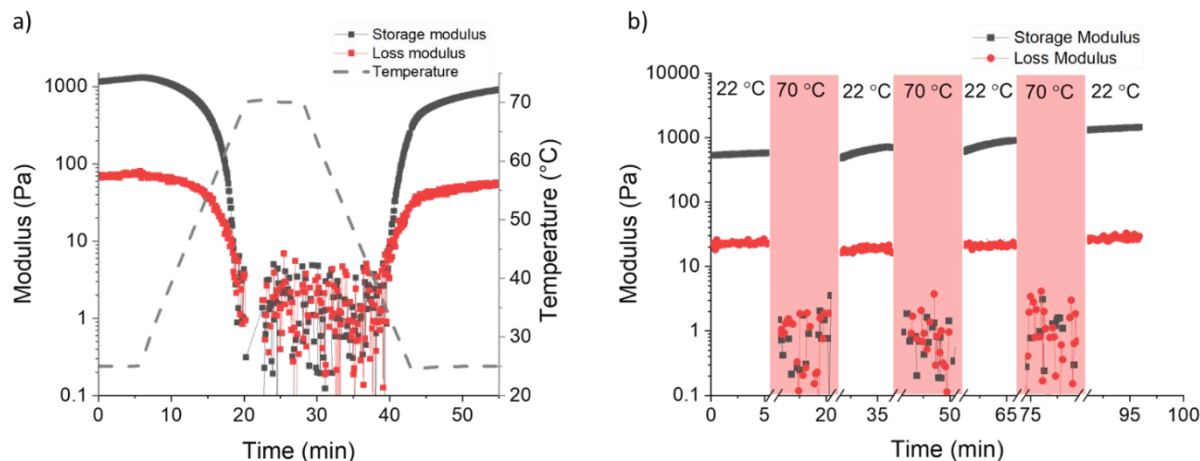 a)
Storage modulus
Loss modulus
Temperature
Modulus (Pa)
1000
100
10
1
0.1
Temperature (°C)
70
60
50
40
30
20
0 10 20 30 40 50
Time (min)
b)
Storage Modulus
Loss Modulus
Modulus (Pa)
10000
1000
100
10
1
0.1
22 °C 70 °C 22 °C 70 °C 22 °C 70 °C 22 °C
0 5 20 35 50 65 75 95 100
Time (min)